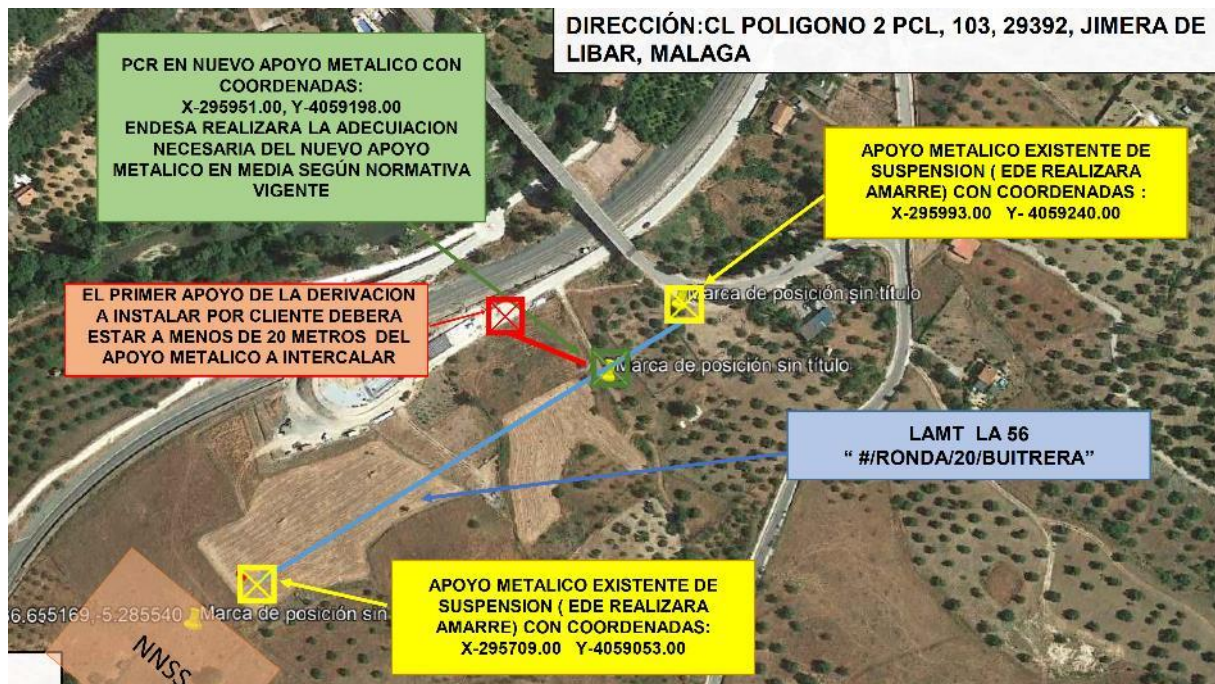 DIRECCIÓN:CL POLIGONO 2 PCL, 103, 29392, JIMERA DE
LIBAR, MALAGA
PCR EN NUEVO APOYO METALICO CON
COORDENADAS:
X-295951.00, Y-4059198.00
ENDESA REALIZARA LA ADECUIACION
NECESARIA DEL NUEVO APOYO
METALICO EN MEDIA SEGÚN NORMATIVA
VIGENTE
APOYO METALICO EXISTENTE DE
SUSPENSION ( EDE REALIZARA
AMARRE) CON COORDENADAS :
X-295993.00 Y- 4059240.00
EL PRIMER APOYO DE LA DERIVACION
A INSTALAR POR CLIENTE DEBERA
ESTAR A MENOS DE 20 METROS DEL
APOYO METALICO A INTERCALAR
Marca de posición sin título
Marca de posición sin título
LAMT LA 56
“ #/RONDA/20/BUITRERA”
APOYO METALICO EXISTENTE DE
SUSPENSION ( EDE REALIZARA
AMARRE) CON COORDENADAS:
X-295709.00 Y-4059053.00
6.655169,-5.285540 Marca de posición sin
NNSS